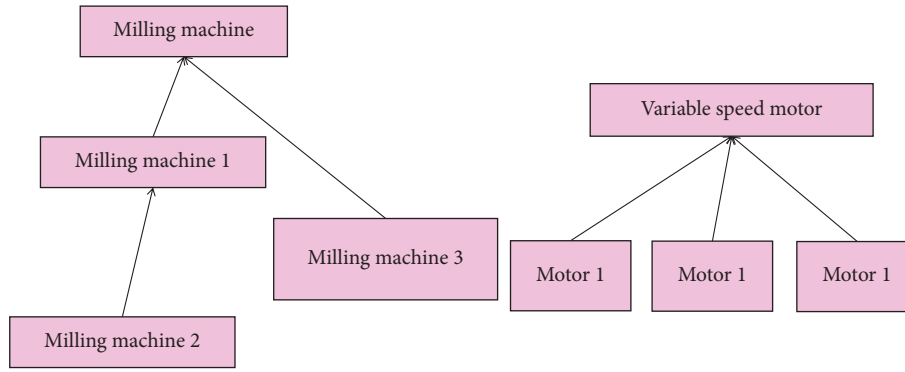 Milling machine
Milling machine 1
Milling machine 3
Milling machine 2
Variable speed motor
Motor 1
Motor 1
Motor 1